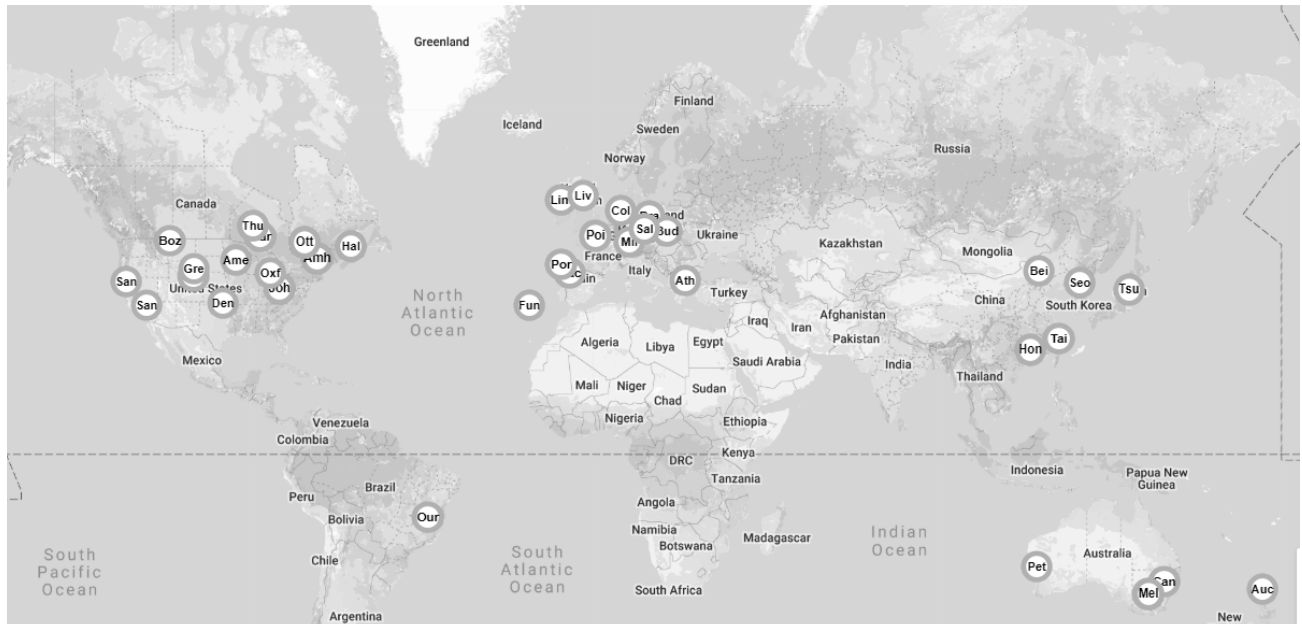 Greenland
Finland
Iceland
Sweden
Norway
Russia
Canada
Lin
Liv
Col
Thu
Boz
Ott
Hal
Poi
Sal
Ukraine
Amh
Ame
Mil
France
Kazakhstan
Mongolia
Gre
Oxf
Por
Italy
Bei
San
United States
Ath
Turkey
Seo
Tsu
China
South Korea
San
Den
Joh
Fun
North
Atlantic
Ocean
Iraq
Iran
Afghanistan
Pakistan
Algeria
Libya
Egypt
Saudi Arabia
India
Hon
Tai
Mexico
Mali
Niger
Chad
Sudan
Thailand
Venezuela
Nigeria
Ethiopia
Colombia
Kenya
DRC
Tanzania
Indonesia
Papua New
Guinea
Peru
Brazil
Angola
Bolivia
Our
Namibia
Botswana
Madagascar
Indian
Ocean
South
Pacific
Ocean
South
Atlantic
Ocean
Chile
Australia
Pet
Mel
Auc
South Africa
Argentina
New